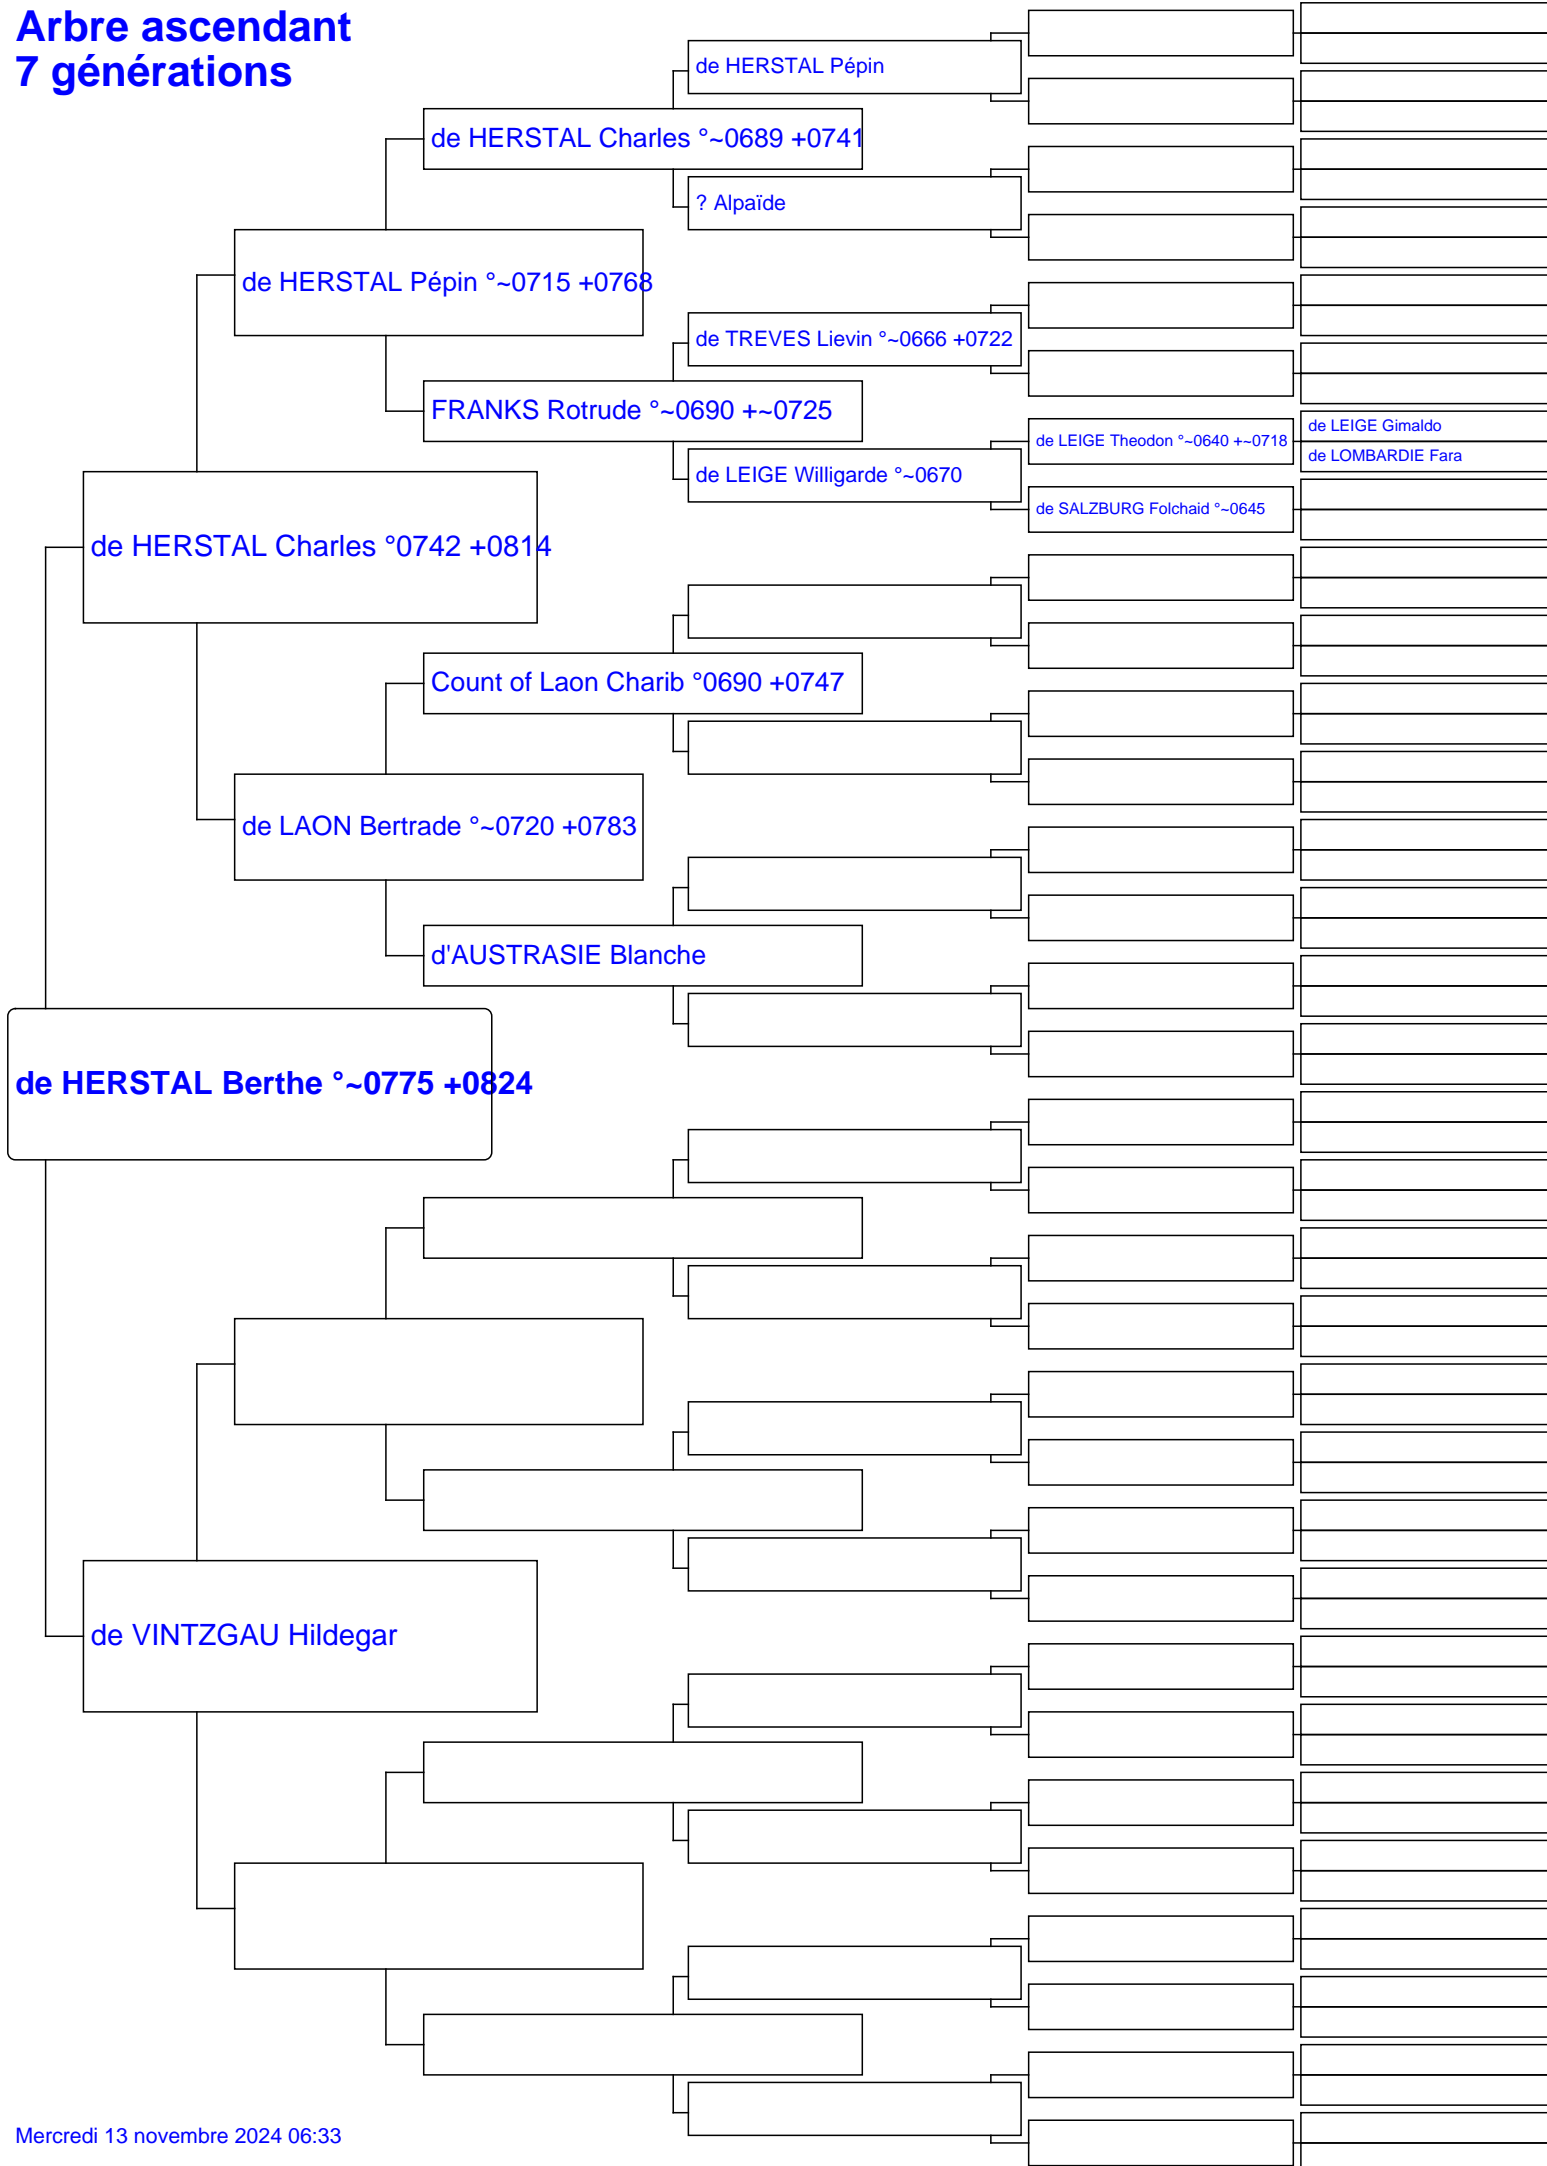 Arbre ascendant
7 générations
de HERSTAL Pépin
de HERSTAL Charles °~0689 +0741
? Alpaïde
de HERSTAL Pépin °~0715 +0768
de TREVES Lievin °~0666 +0722
FRANKS Rotrude °~0690 +~0725
de LEIGE Gimaldo
de LEIGE Theodon °~0640 +~0718
de LOMBARDIE Fara
de LEIGE Willigarde °~0670
de SALZBURG Folchaid °~0645
de HERSTAL Charles °0742 +0814
Count of Laon Charib °0690 +0747
de LAON Bertrade °~0720 +0783
d'AUSTRASIE Blanche
de HERSTAL Berthe °~0775 +0824
de VINTZGAU Hildegar
Mercredi 13 novembre 2024 06:33